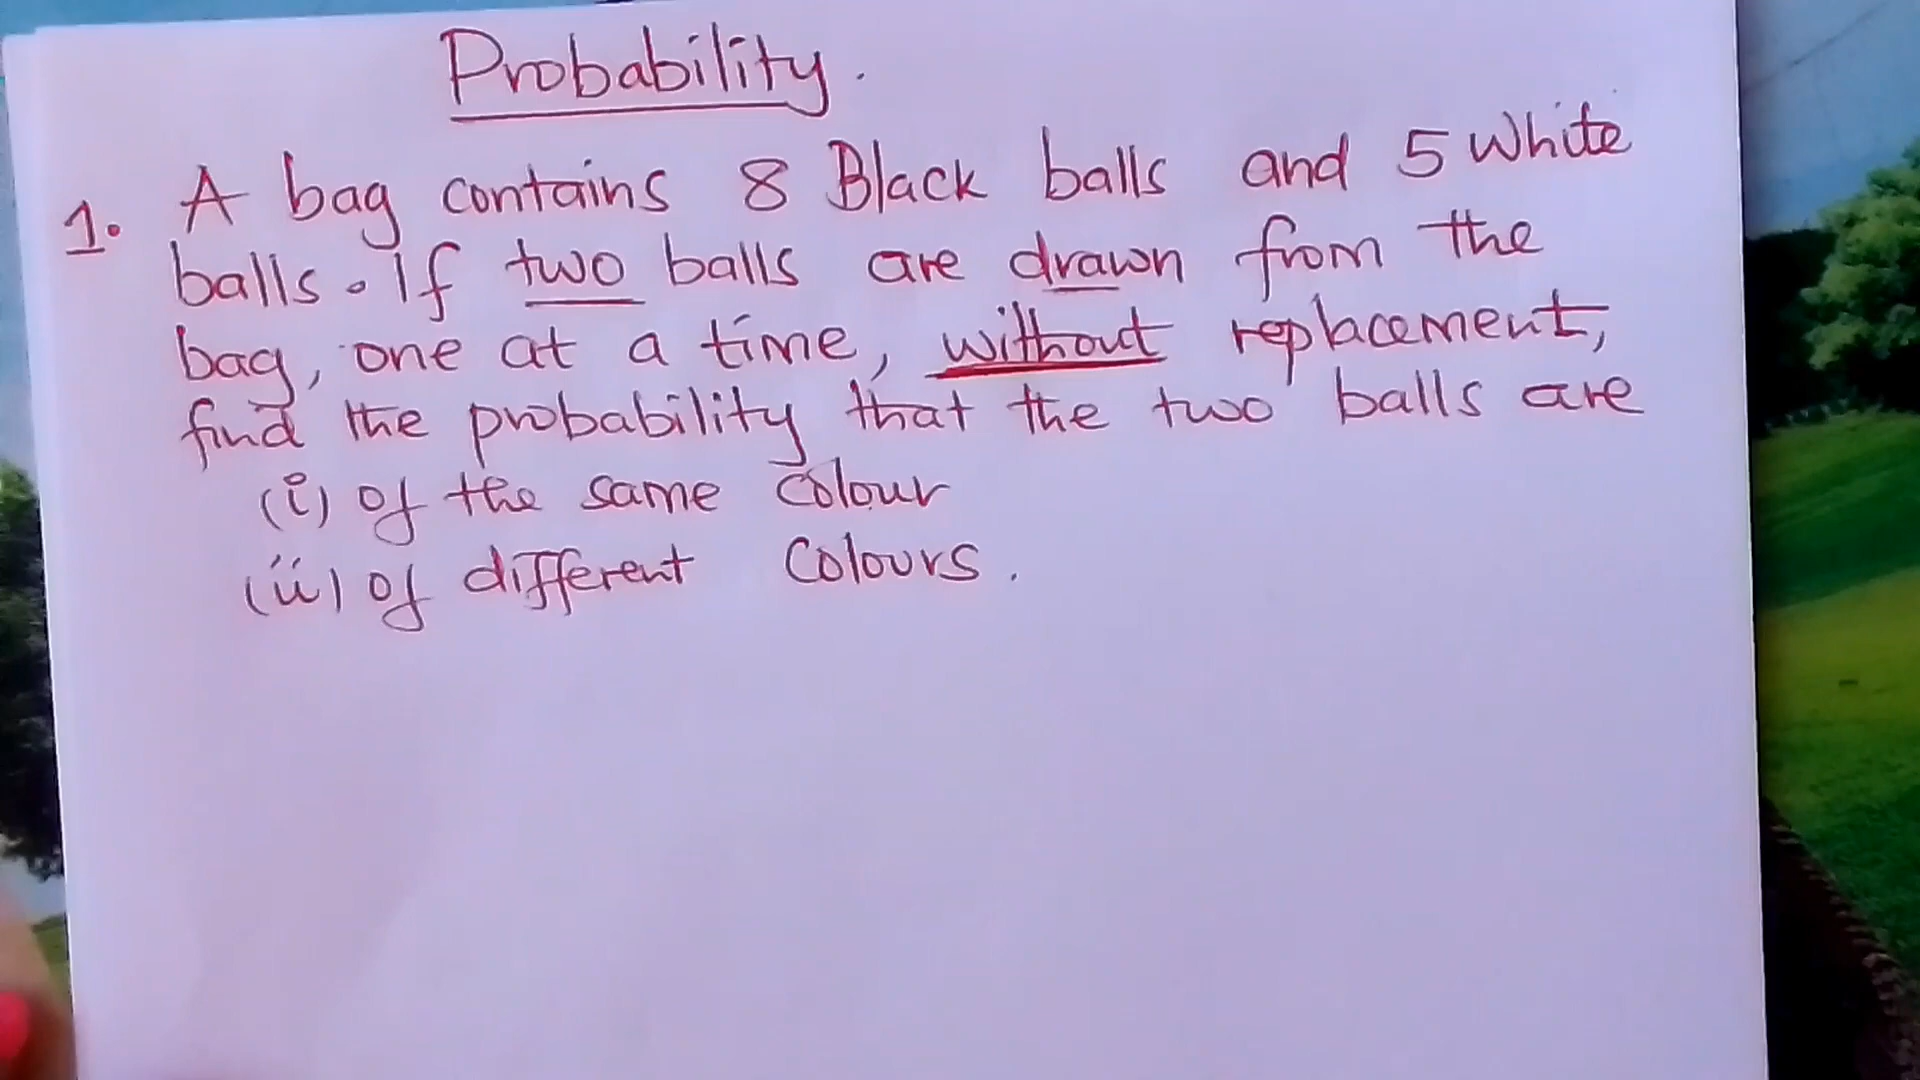 Probability.
1. A bag contains 8 Black balls and 5 White
balls. If two balls are drawn from the
bag, one at a time, without replacement,
find the probability that the two balls are
(i) of the same colour
(ii) of different Colours.